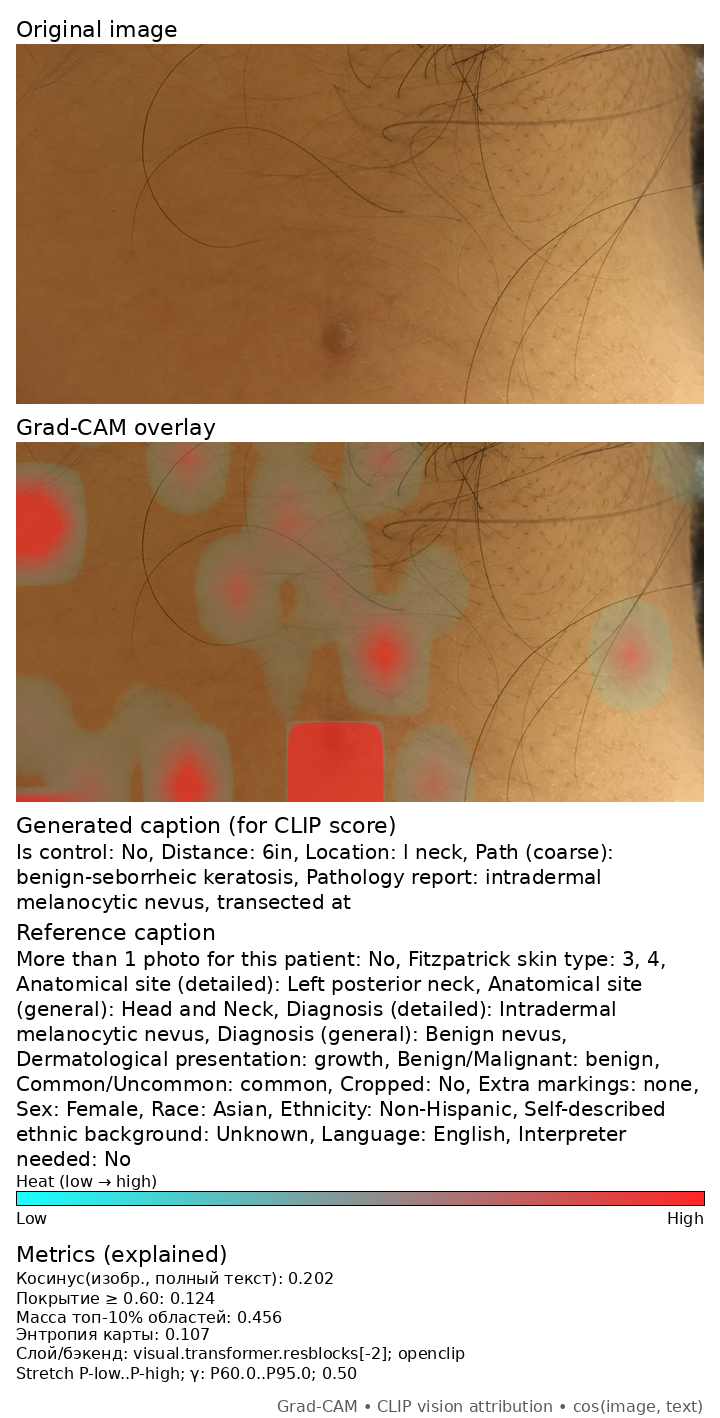 Original image
Grad-CAM overlay
Generated caption (for CLIP score)
Is control: No, Distance: 6in, Location: l neck, Path (coarse):
benign-seborrheic keratosis, Pathology report: intradermal
melanocytic nevus, transected at
Reference caption
More than 1 photo for this patient: No, Fitzpatrick skin type: 3, 4,
Anatomical site (detailed): Left posterior neck, Anatomical site
(general): Head and Neck, Diagnosis (detailed): Intradermal
melanocytic nevus, Diagnosis (general): Benign nevus,
Dermatological presentation: growth, Benign/Malignant: benign,
Common/Uncommon: common, Cropped: No, Extra markings: none,
Sex: Female, Race: Asian, Ethnicity: Non-Hispanic, Self-described
ethnic background: Unknown, Language: English, Interpreter
needed: No
Heat (low → high)
Low High
Metrics (explained)
Косинус(изобр., полный текст): 0.202
Покрытие ≥ 0.60: 0.124
Масса топ-10% областей: 0.456
Энтропия карты: 0.107
Слой/бэкенд: visual.transformer.resblocks[-2]; openclip
Stretch P-low..P-high; γ: P60.0..P95.0; 0.50
Grad-CAM • CLIP vision attribution • cos(image, text)